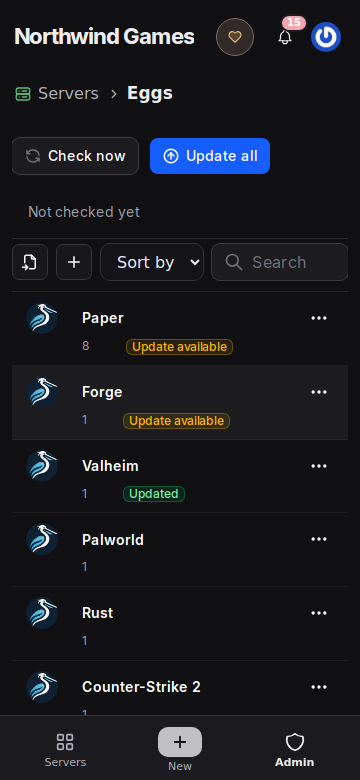 Northwind Games
15
Servers > Eggs
Check now
Update all
Not checked yet
Sort by
Search
Paper
8
Update available
Forge
1
Update available
Valheim
1
Updated
Palworld
1
Rust
1
Counter-Strike 2
1
Servers
New
Admin